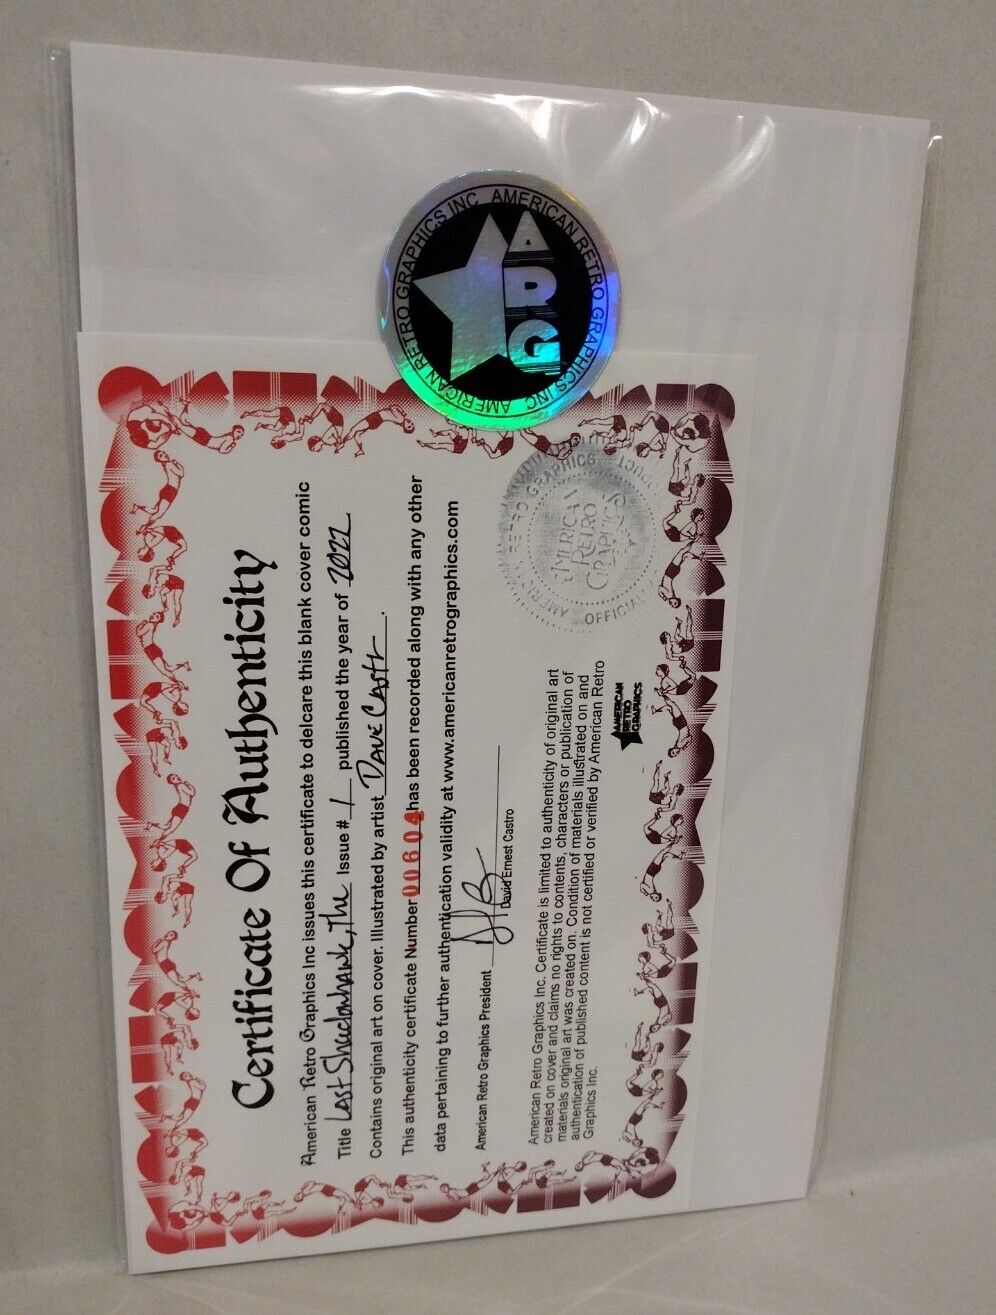 AMERICAN RETRO GRAPHICS INC AMERICAN RETRO GRAPHICS INC
ARG
Certificate Of Authenticity
American Retro Graphics Inc issues this certificate to delcare this blank cover comic
Title Last Shadowhawk, The Issue # 1 published the year of 2022.
Contains original art on cover. Illustrated by artist Dave Castr.
This authenticity certificate Number 00604 has been recorded along with any other
data pertaining to further authentication validity at www.americanretrographics.com
American Retro Graphics President
David Ernest Castro
American Retro Graphics Inc. Certificate is limited to authenticity of original art
created on cover and claims no rights to contents, characters or publication of
materials original art was created on. Condition of materials illustrated on and
authentication of published content is not certified or verified by American Retro
Graphics Inc.
AMERICAN
RETRO
GRAPHICS
AMERICAN
RETRO
GRAPHICS
OFFICIAL